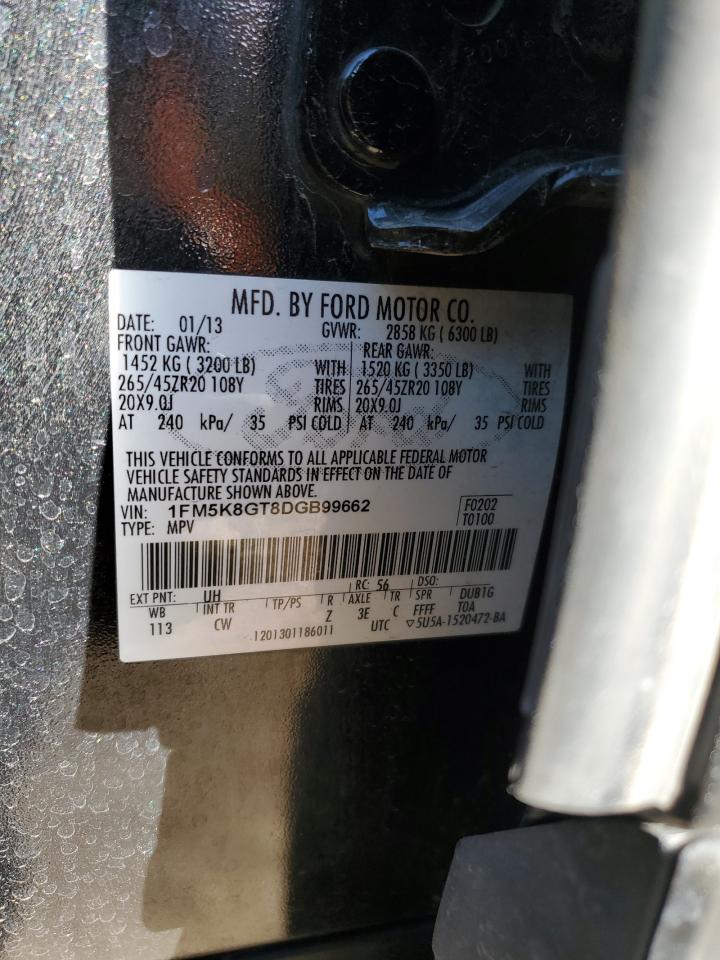 MFD. BY FORD MOTOR CO.
DATE: 01/13 GVWR: 2858 KG ( 6300 LB)
FRONT GAWR: REAR GAWR:
1452 KG ( 3200 LB) WITH 1520 KG ( 3350 LB) WITH
265/45ZR20 108Y TIRES 265/45ZR20 108Y TIRES
20X9.0J RIMS 20X9.0J RIMS
AT 240 kPa/ 35 PSI COLD AT 240 kPa/ 35 PSI COLD
THIS VEHICLE CONFORMS TO ALL APPLICABLE FEDERAL MOTOR
VEHICLE SAFETY STANDARDS IN EFFECT ON THE DATE OF
MANUFACTURE SHOWN ABOVE.
VIN: 1FM5K8GT8DGB99662 F0202
TYPE: MPV T0100
EXT PNT: UH RC: 56 DSO:
WB INT TR TP/PS R AXLE TR SPR DUB1G
113 CW Z 3E C FFFF TOA
1201301186011 UTC ▽5U5A-1520472-BA